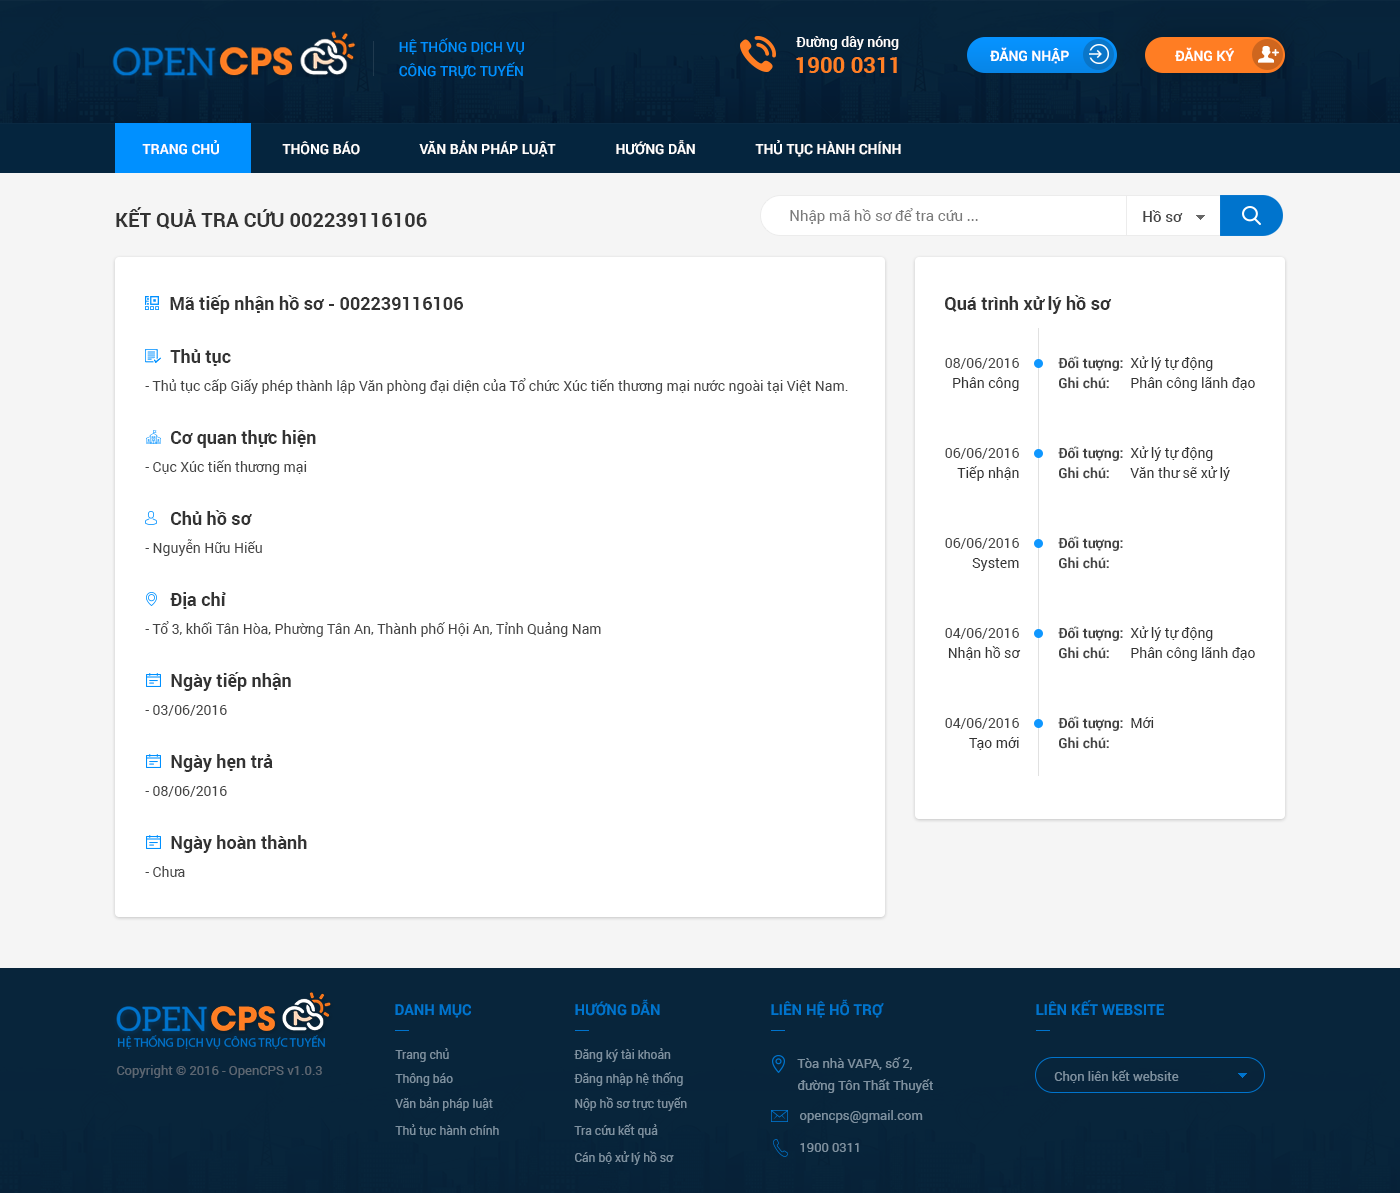 OPENCPS
HỆ THỐNG DỊCH VỤ
CÔNG TRỰC TUYẾN
Đường dây nóng
1900 0311
ĐĂNG NHẬP
ĐĂNG KÝ
TRANG CHỦ
THÔNG BÁO
VĂN BẢN PHÁP LUẬT
HƯỚNG DẪN
THỦ TỤC HÀNH CHÍNH
KẾT QUẢ TRA CỨU 002239116106
Nhập mã hồ sơ để tra cứu ...
Hồ sơ
Mã tiếp nhận hồ sơ - 002239116106
Thủ tục
- Thủ tục cấp Giấy phép thành lập Văn phòng đại diện của Tổ chức Xúc tiến thương mại nước ngoài tại Việt Nam.
Cơ quan thực hiện
- Cục Xúc tiến thương mại
Chủ hồ sơ
- Nguyễn Hữu Hiếu
Địa chỉ
- Tổ 3, khối Tân Hòa, Phường Tân An, Thành phố Hội An, Tỉnh Quảng Nam
Ngày tiếp nhận
- 03/06/2016
Ngày hẹn trả
- 08/06/2016
Ngày hoàn thành
- Chưa
Quá trình xử lý hồ sơ
08/06/2016 Đối tượng: Xử lý tự động
Phân công Ghi chú: Phân công lãnh đạo
06/06/2016 Đối tượng: Xử lý tự động
Tiếp nhận Ghi chú: Văn thư sẽ xử lý
06/06/2016 Đối tượng:
System Ghi chú:
04/06/2016 Đối tượng: Xử lý tự động
Nhận hồ sơ Ghi chú: Phân công lãnh đạo
04/06/2016 Đối tượng: Mới
Tạo mới Ghi chú:
OPENCPS
HỆ THỐNG DỊCH VỤ CÔNG TRỰC TUYẾN
Copyright © 2016 - OpenCPS v1.0.3
DANH MỤC
Trang chủ
Thông báo
Văn bản pháp luật
Thủ tục hành chính
HƯỚNG DẪN
Đăng ký tài khoản
Đăng nhập hệ thống
Nộp hồ sơ trực tuyến
Tra cứu kết quả
Cán bộ xử lý hồ sơ
LIÊN HỆ HỖ TRỢ
Tòa nhà VAPA, số 2,
đường Tôn Thất Thuyết
opencps@gmail.com
1900 0311
LIÊN KẾT WEBSITE
Chọn liên kết website